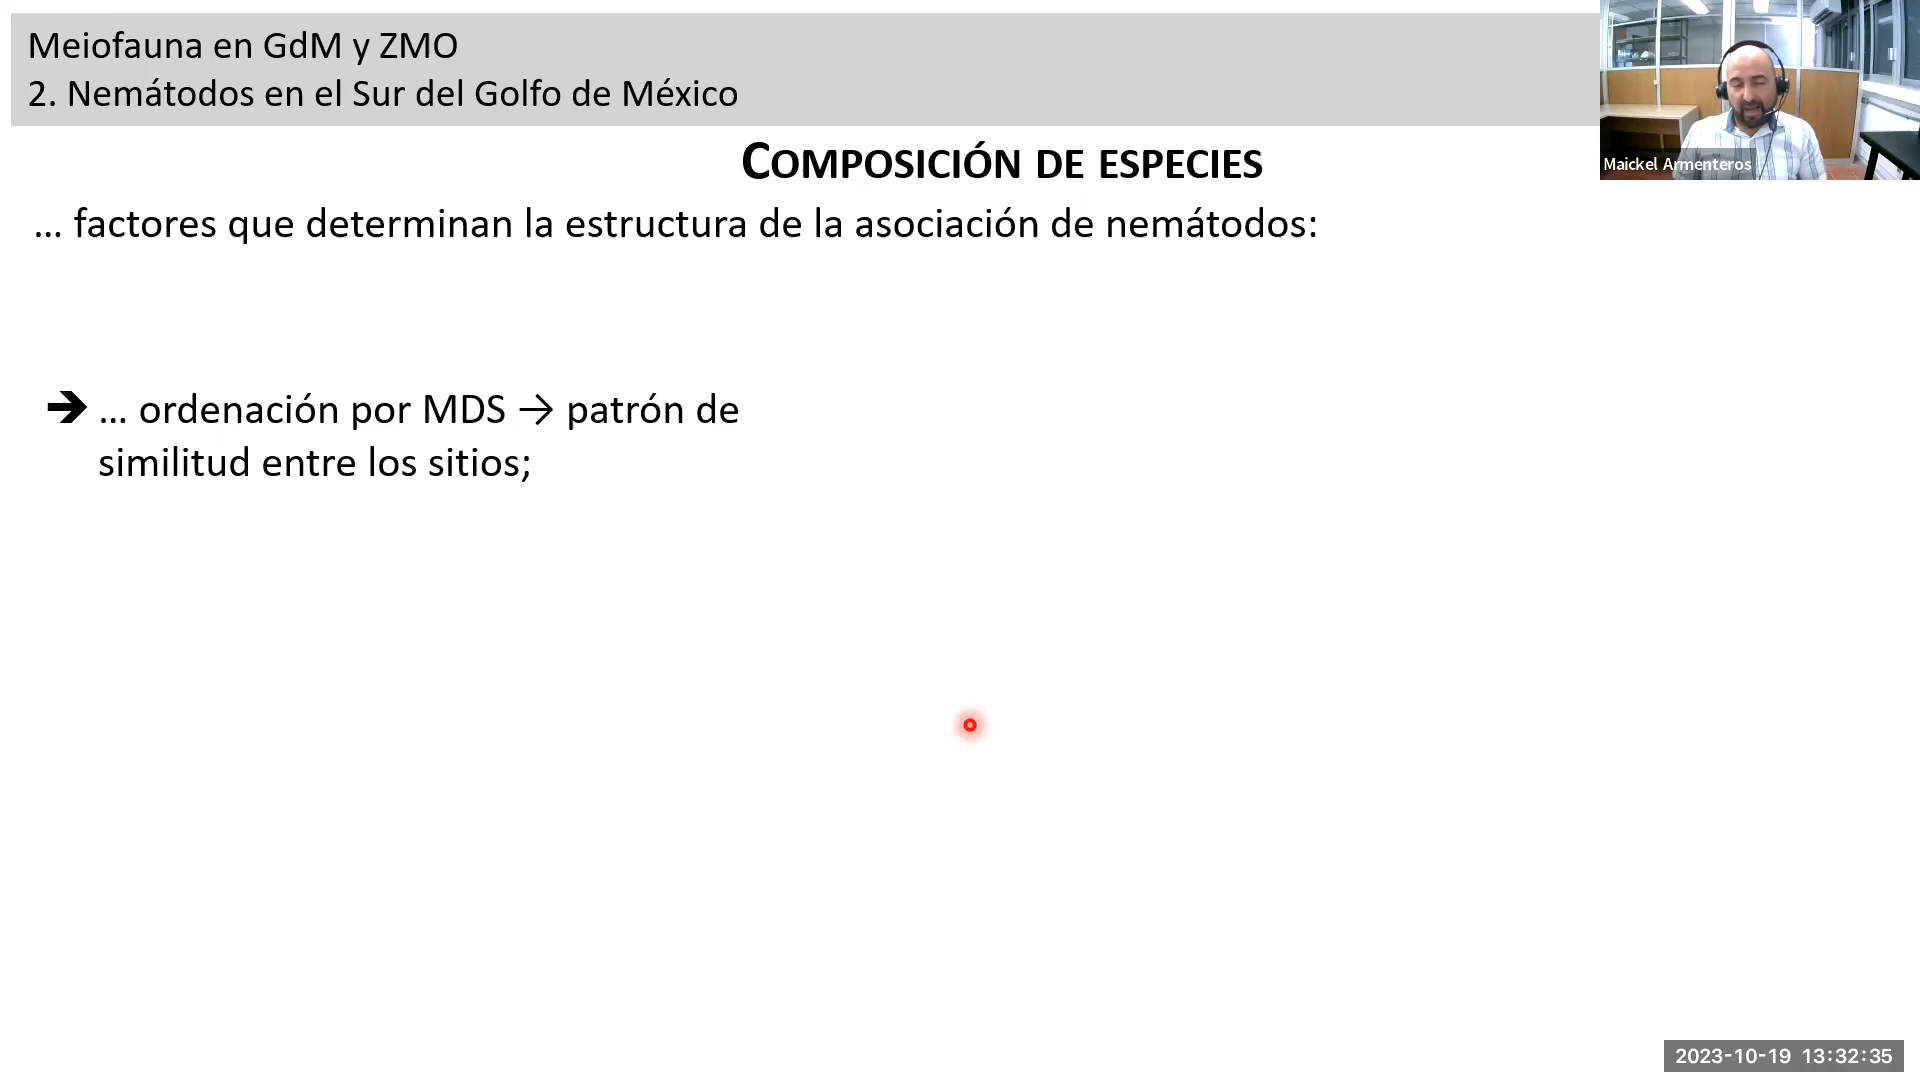 Meiofauna en GdM y ZMO
2. Nemátodos en el Sur del Golfo de México
COMPOSICIÓN DE ESPECIES
... factores que determinan la estructura de la asociación de nemátodos:
➔ ... ordenación por MDS → patrón de
similitud entre los sitios;
Maickel Armenteros
2023-10-19 13:32:35